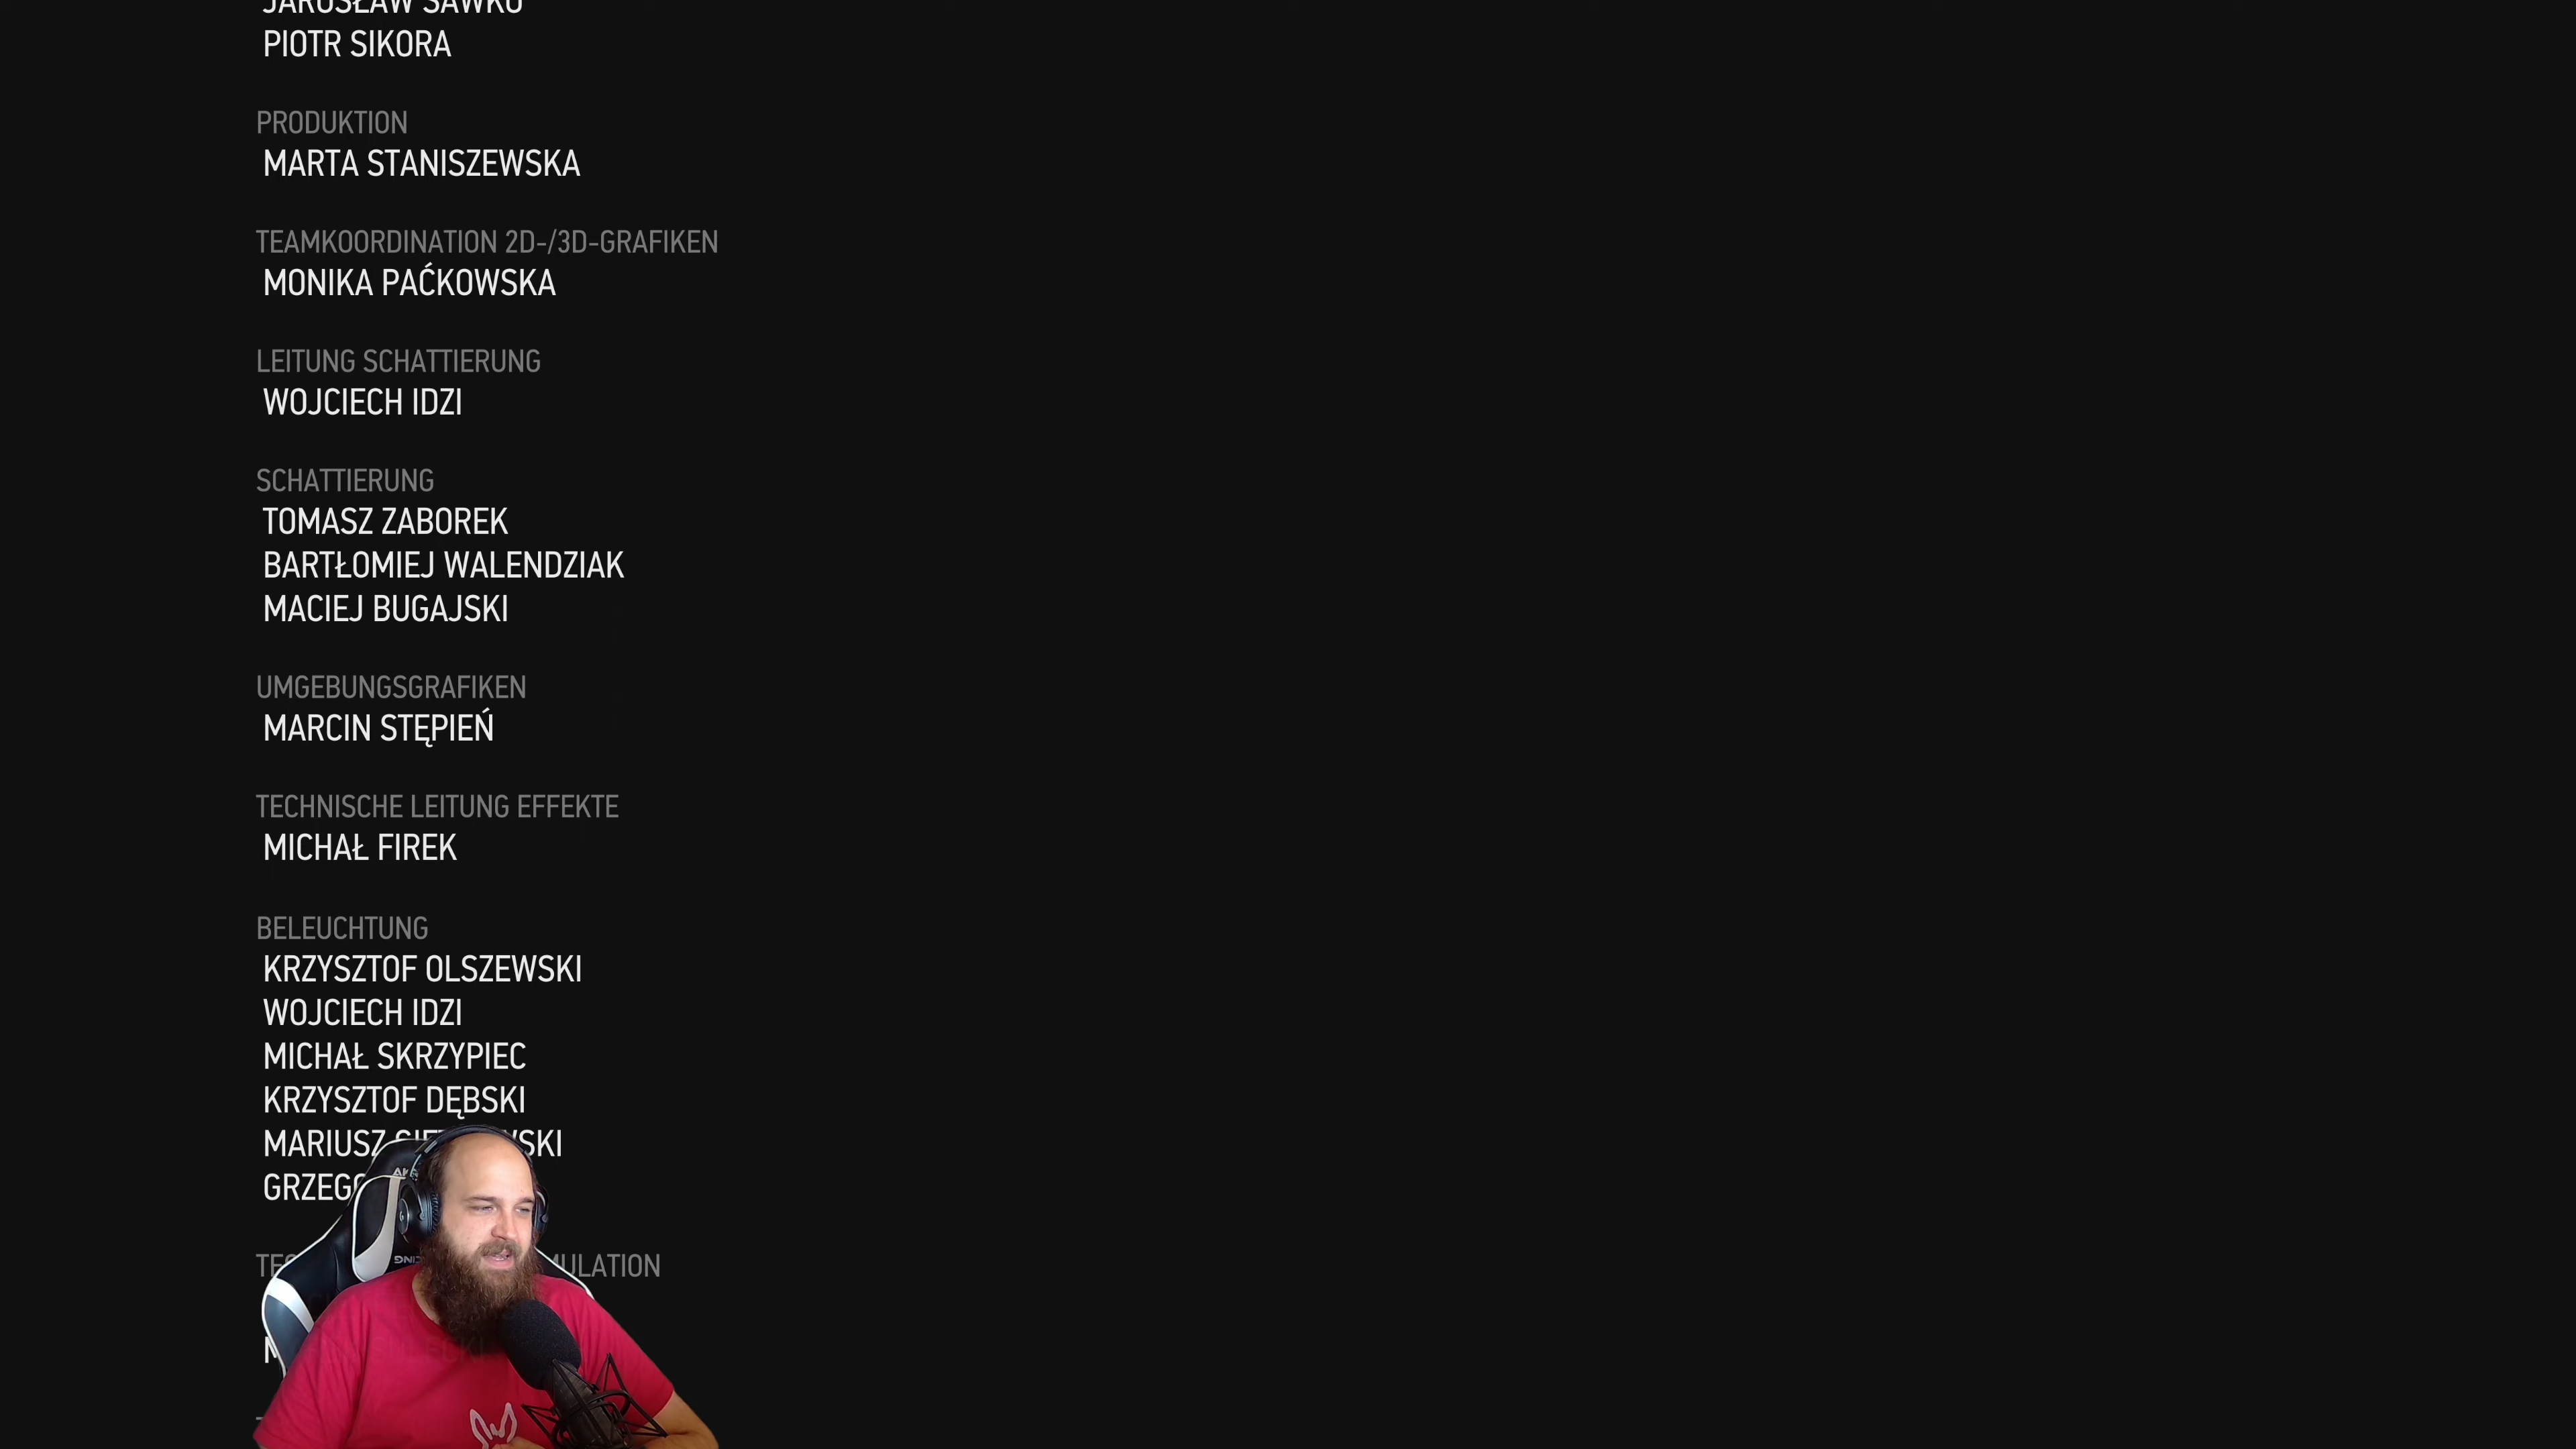 JAROSŁAW SAWKO
PIOTR SIKORA
PRODUKTION
MARTA STANISZEWSKA
TEAMKOORDINATION 2D-/3D-GRAFIKEN
MONIKA PAĆKOWSKA
LEITUNG SCHATTIERUNG
WOJCIECH IDZI
SCHATTIERUNG
TOMASZ ZABOREK
BARTŁOMIEJ WALENDZIAK
MACIEJ BUGAJSKI
UMGEBUNGSGRAFIKEN
MARCIN STĘPIEŃ
TECHNISCHE LEITUNG EFFEKTE
MICHAŁ FIREK
BELEUCHTUNG
KRZYSZTOF OLSZEWSKI
WOJCIECH IDZI
MICHAŁ SKRZYPIEC
KRZYSZTOF DĘBSKI
MARIUSZ